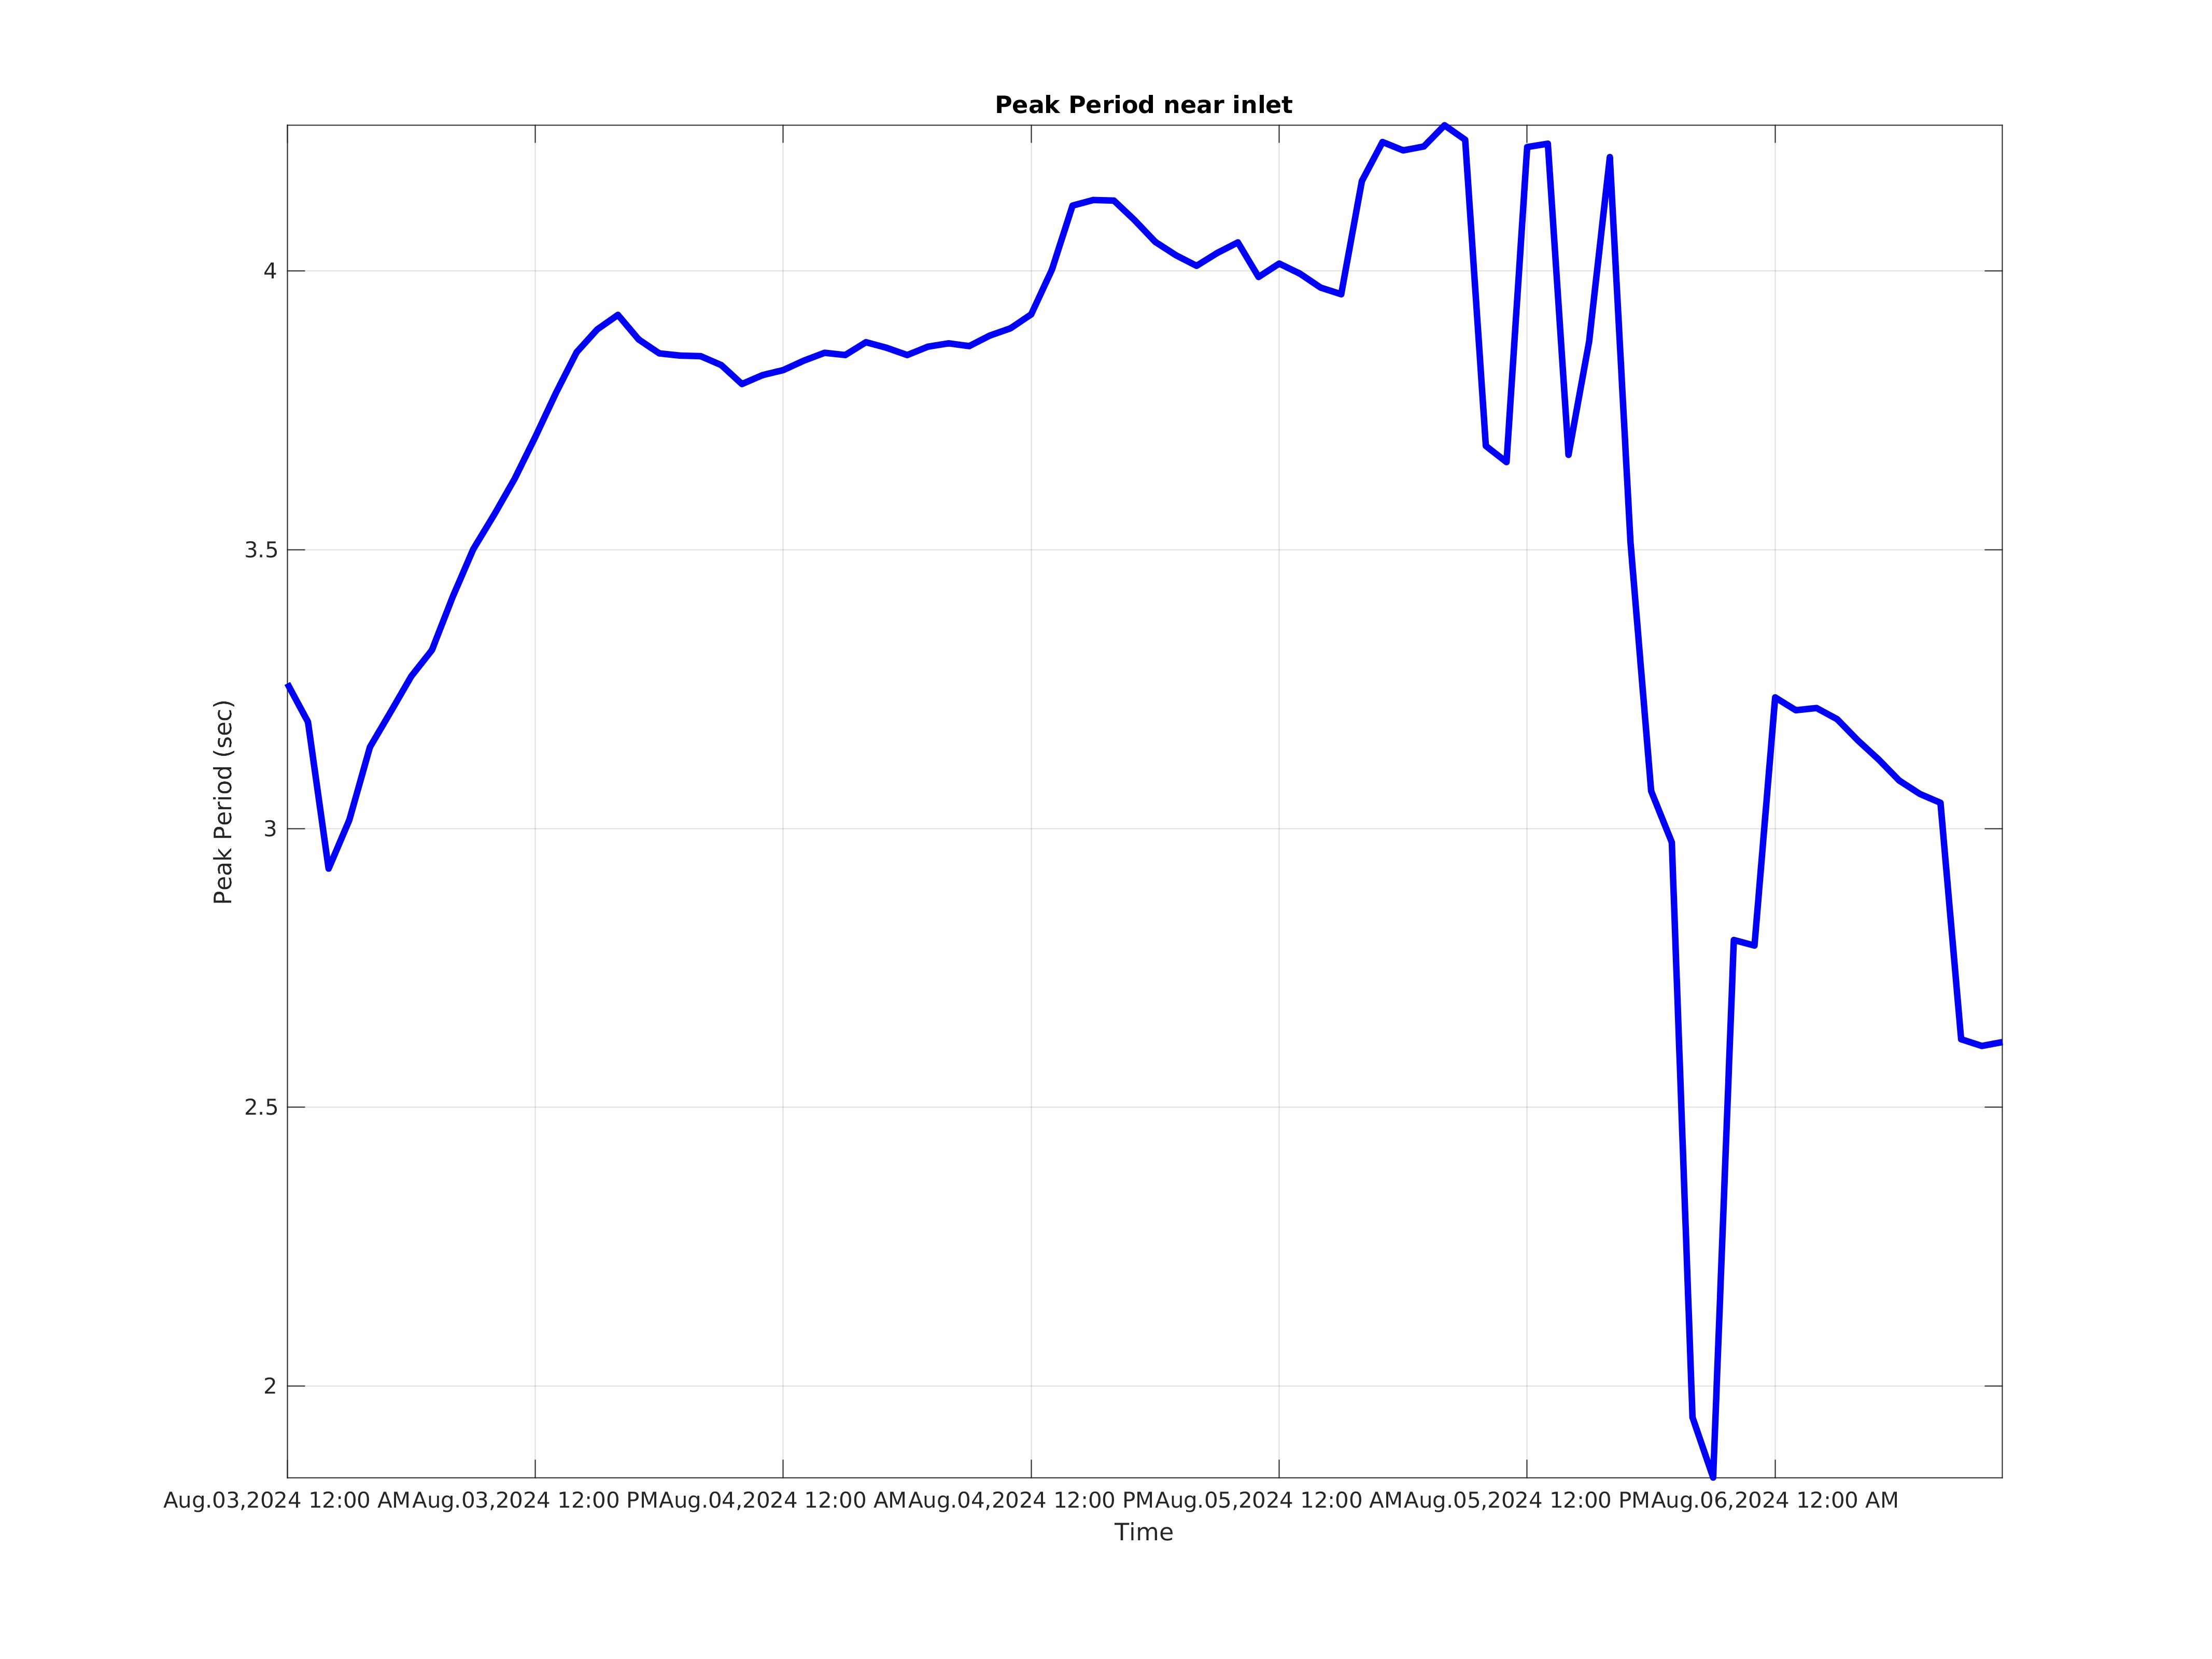 Peak Period near inlet
Peak Period (sec)
4
3.5
3
2.5
2
Aug.03,2024 12:00 AM Aug.03,2024 12:00 PM Aug.04,2024 12:00 AM Aug.04,2024 12:00 PM Aug.05,2024 12:00 AM Aug.05,2024 12:00 PM Aug.06,2024 12:00 AM
Time